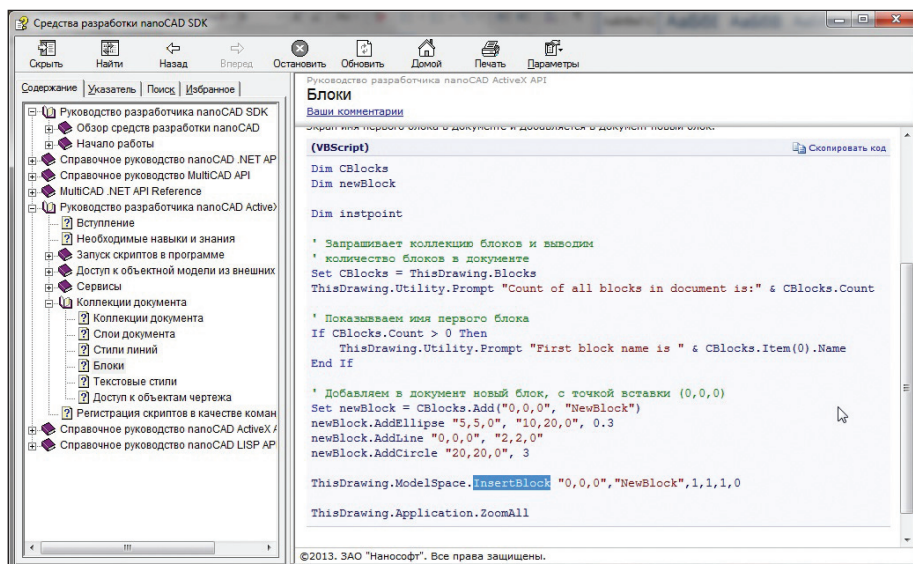 Средства разработки nanoCAD SDK
Скрыть Найти Назад Вперед Остановить Обновить Домой Печать Параметры
Содержание Указатель Поиск Избранное
Руководство разработчика nanoCAD SDK
Обзор средств разработки nanoCAD
Начало работы
Справочное руководство nanoCAD .NET AP
Справочное руководство MultiCAD API
MultiCAD .NET API Reference
Руководство разработчика nanoCAD ActiveX
Вступление
Необходимые навыки и знания
Запуск скриптов в программе
Доступ к объектной модели из внешних
Сервисы
Коллекции документа
Коллекции документа
Слои документа
Стили линий
Блоки
Текстовые стили
Доступ к объектам чертежа
Регистрация скриптов в качестве коман
Справочное руководство nanoCAD ActiveX A
Справочное руководство nanoCAD LISP AP
Руководство разработчика nanoCAD ActiveX API
Блоки
Ваши комментарии
экран имя первого блока в документе и добавляется в документ новый блок.
(VBScript) Скопировать код
Dim CBlocks
Dim newBlock
Dim instpoint
' Запрашивает коллекцию блоков и выводим
' количество блоков в документе
Set CBlocks = ThisDrawing.Blocks
ThisDrawing.Utility.Prompt "Count of all blocks in document is:" & CBlocks.Count
' Показывваем имя первого блока
If CBlocks.Count > 0 Then
ThisDrawing.Utility.Prompt "First block name is " & CBlocks.Item(0).Name
End If
' Добавляем в документ новый блок, с точкой вставки (0,0,0)
Set newBlock = CBlocks.Add("0,0,0", "NewBlock")
newBlock.AddEllipse "5,5,0", "10,20,0", 0.3
newBlock.AddLine "0,0,0", "2,2,0"
newBlock.AddCircle "20,20,0", 3
ThisDrawing.ModelSpace.InsertBlock "0,0,0","NewBlock",1,1,1,0
ThisDrawing.Application.ZoomAll
©2013. ЗАО "Нанософт". Все права защищены.